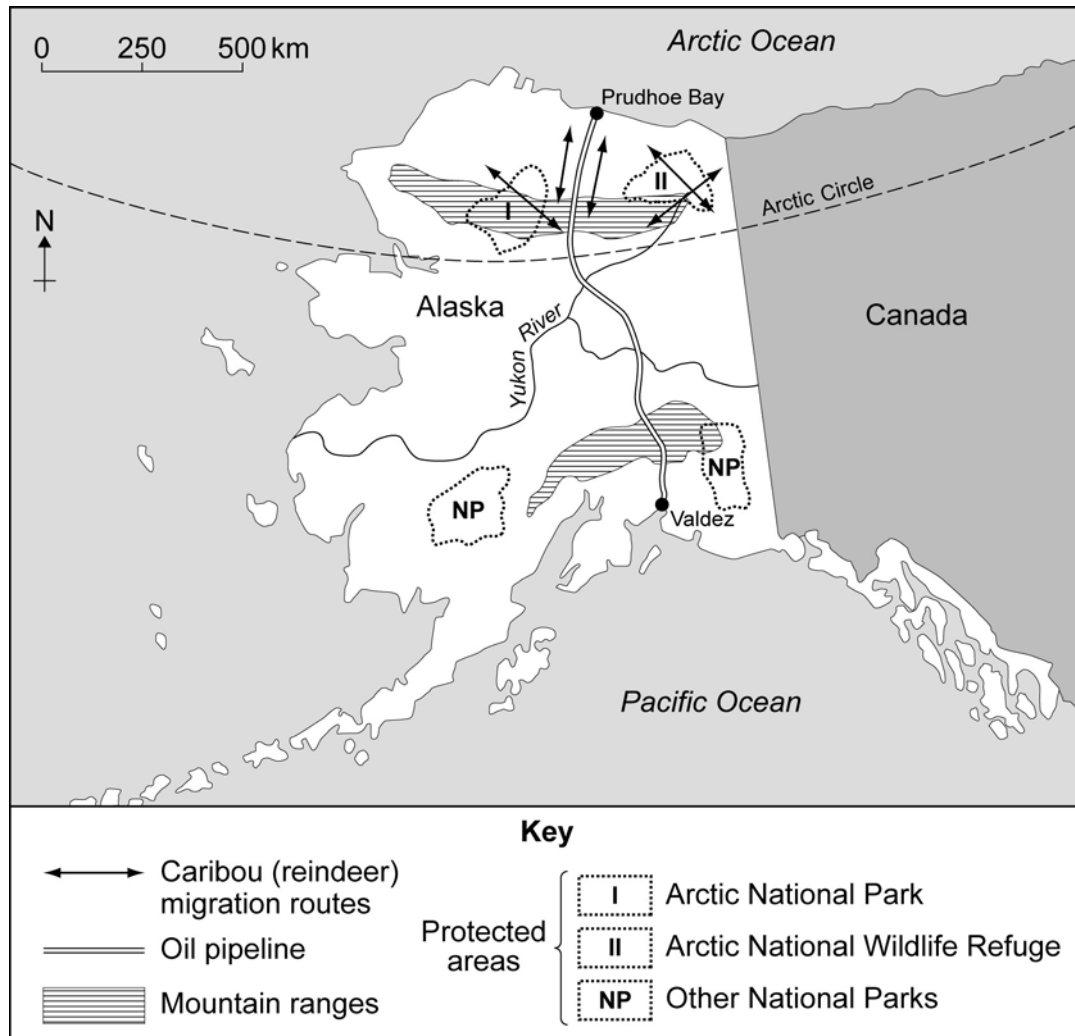 0 250 500 km
Arctic Ocean
Prudhoe Bay
N
I
II
Arctic Circle
Alaska
Canada
Yukon River
NP
NP
Valdez
Pacific Ocean
Key
Caribou (reindeer)
migration routes
Oil pipeline
Mountain ranges
Protected
areas
I Arctic National Park
II Arctic National Wildlife Refuge
NP Other National Parks